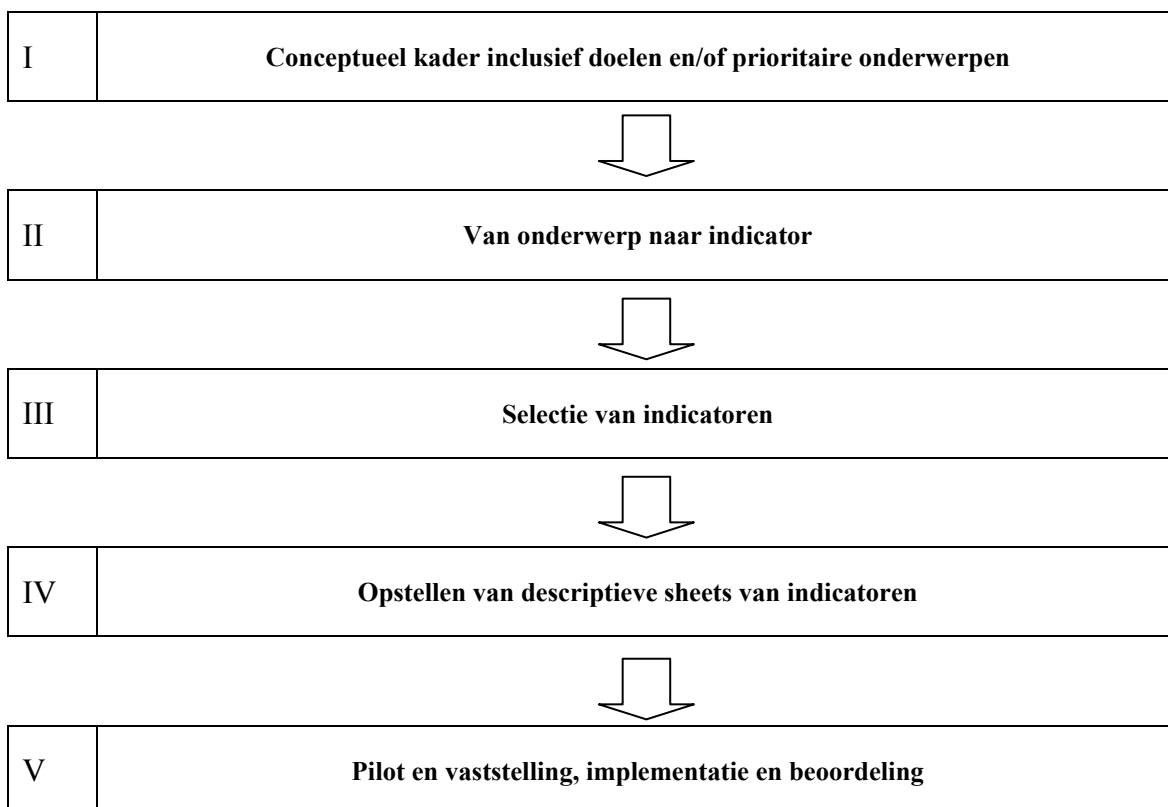 I Conceptueel kader inclusief doelen en/of prioritaire onderwerpen
II Van onderwerp naar indicator
III Selectie van indicatoren
IV Opstellen van descriptieve sheets van indicatoren
V Pilot en vaststelling, implementatie en beoordeling